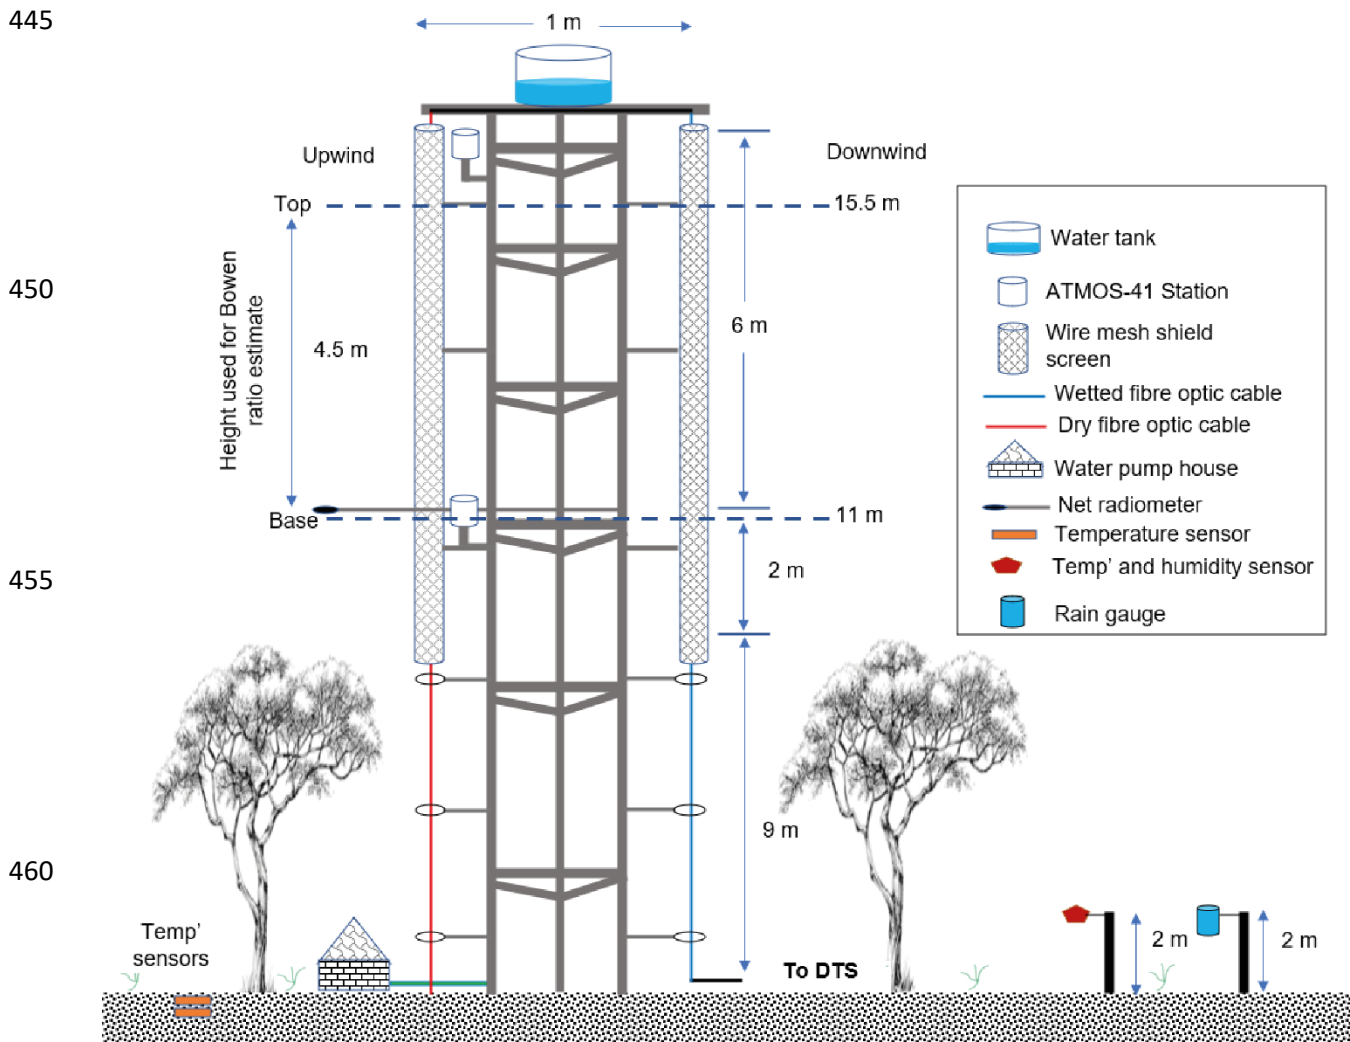 445
1 m
Upwind
Downwind
Top
15.5 m
450
Height used for Bowen
ratio estimate
4.5 m
6 m
Base
11 m
455
2 m
460
9 m
Temp'
sensors
To DTS
2 m
2 m
Water tank
ATMOS-41 Station
Wire mesh shield
screen
Wetted fibre optic cable
Dry fibre optic cable
Water pump house
Net radiometer
Temperature sensor
Temp' and humidity sensor
Rain gauge